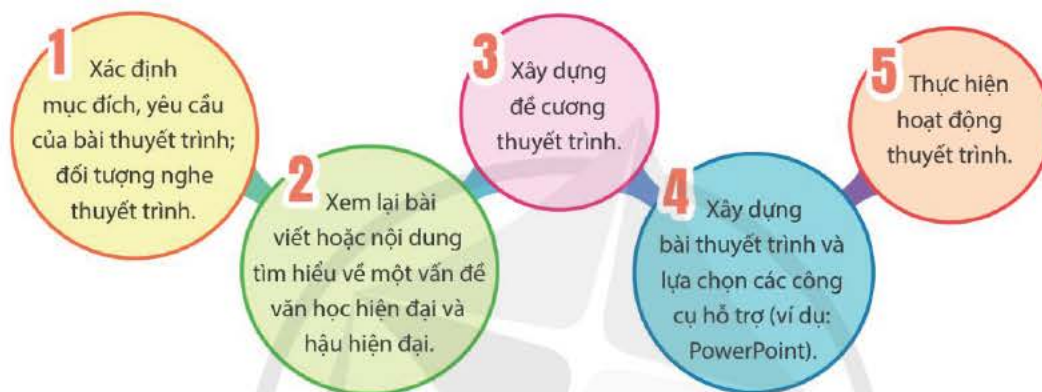 1
Xác định
mục đích, yêu cầu
của bài thuyết trình;
đối tượng nghe
thuyết trình.
2
Xem lại bài
viết hoặc nội dung
tìm hiểu về một vấn đề
văn học hiện đại và
hậu hiện đại.
3
Xây dựng
đề cương
thuyết trình.
4
Xây dựng
bài thuyết trình và
lựa chọn các công
cụ hỗ trợ (ví dụ:
PowerPoint).
5
Thực hiện
hoạt động
thuyết trình.